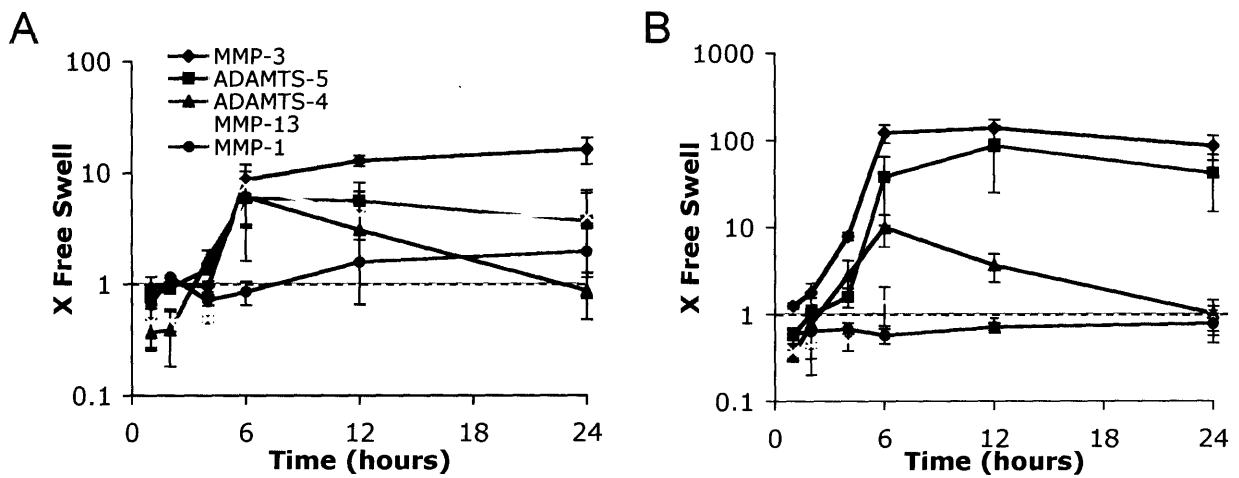 A
100
10
1
0.1
X Free Swell
MMP-3
ADAMTS-5
ADAMTS-4
MMP-13
MMP-1
0 6 12 18 24
Time (hours)
B
1000
100
10
1
0.1
X Free Swell
0 6 12 18 24
Time (hours)